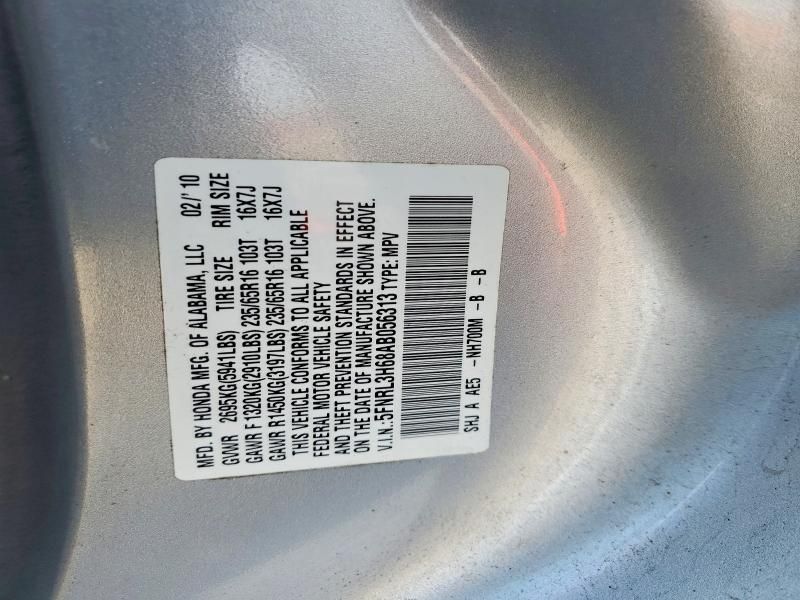 MFD. BY HONDA MFG. OF ALABAMA, LLC 02/'10
GVWR 2695KG(5941LBS) TIRE SIZE RIM SIZE
GAWR F 1320KG(2910LBS) 235/65R16 103T 16X7J
GAWR R1450KG(3197LBS) 235/65R16 103T 16X7J
THIS VEHICLE CONFORMS TO ALL APPLICABLE
FEDERAL MOTOR VEHICLE SAFETY
AND THEFT PREVENTION STANDARDS IN EFFECT
ON THE DATE OF MANUFACTURE SHOWN ABOVE.
V.I.N.:5FNRL3H68AB056313 TYPE: MPV
SHJ A AE5 -NH700M -B -B